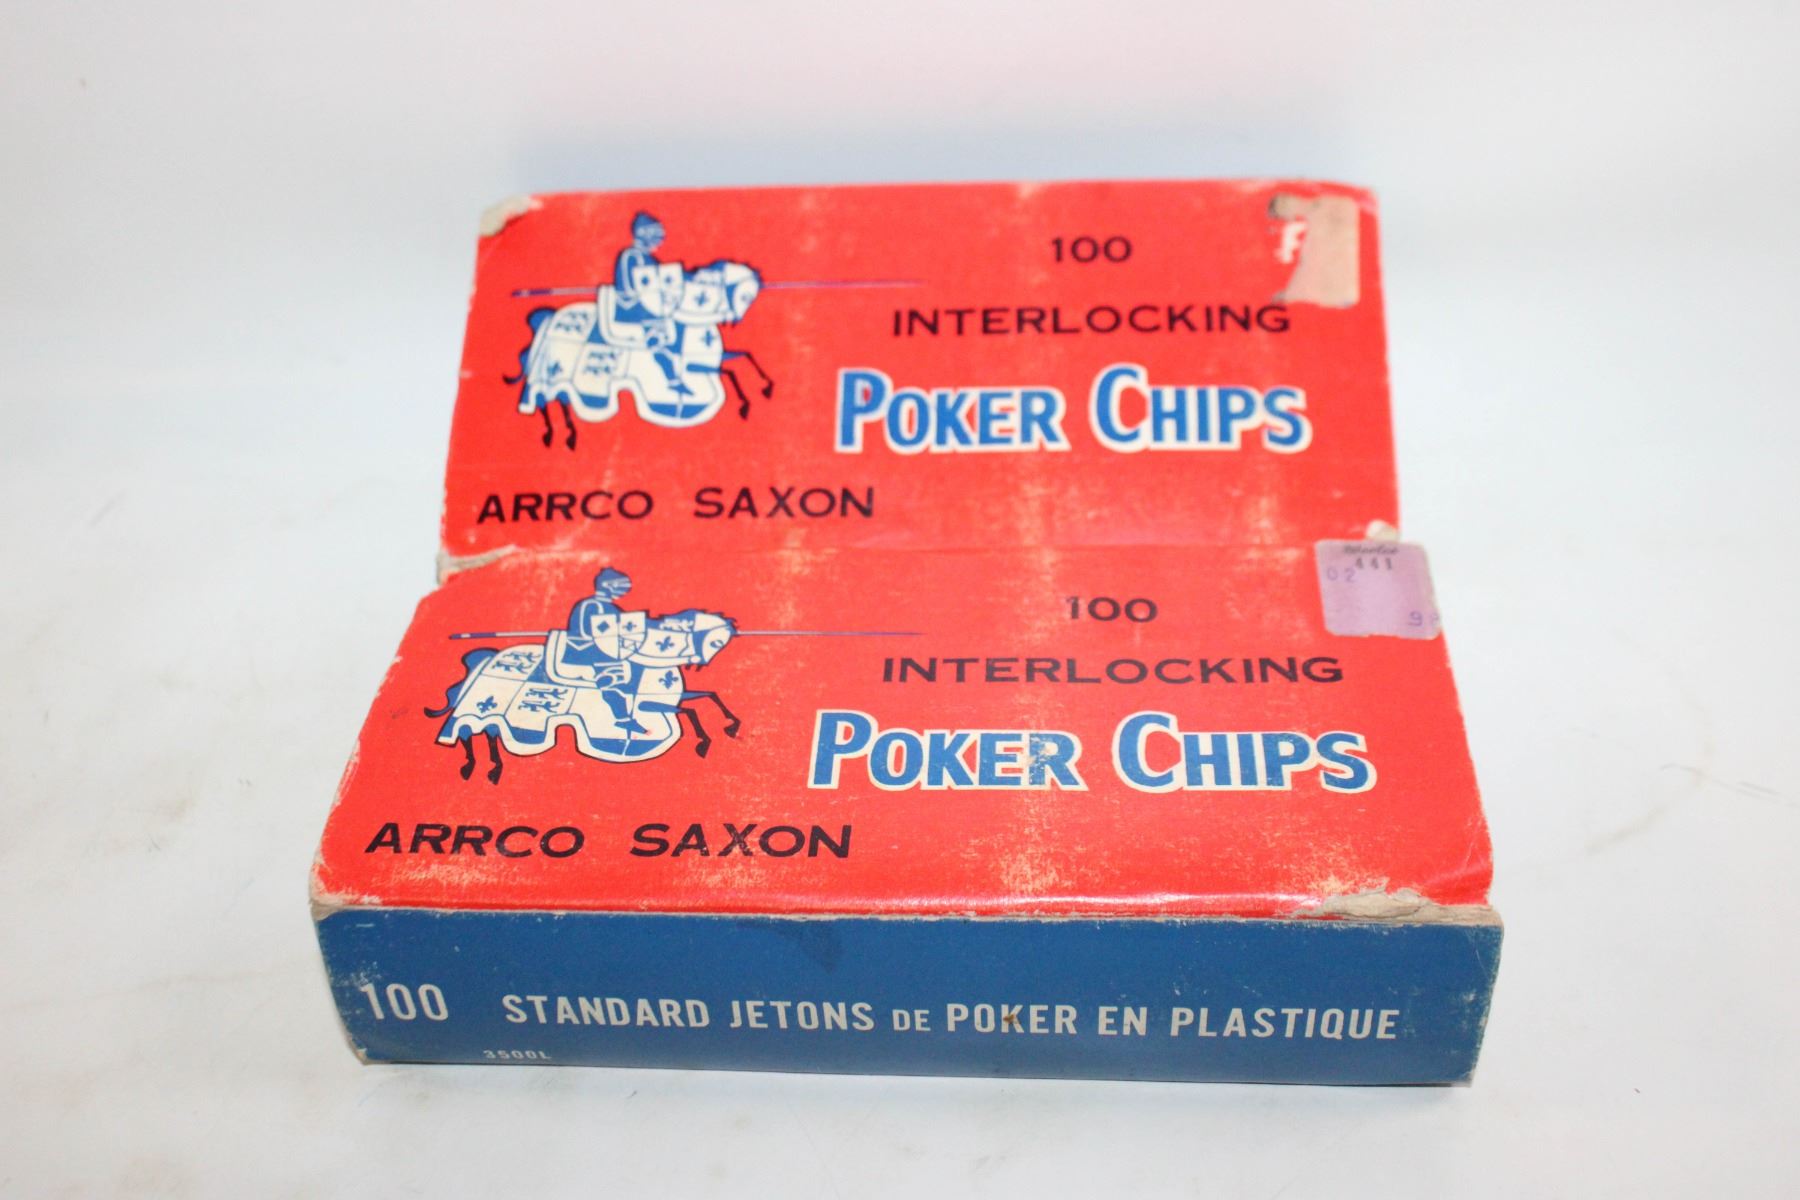 100
INTERLOCKING
POKER CHIPS
ARRCO SAXON
441
02
100
INTERLOCKING
POKER CHIPS
ARRCO SAXON
100 STANDARD JETONS DE POKER EN PLASTIQUE
3500L